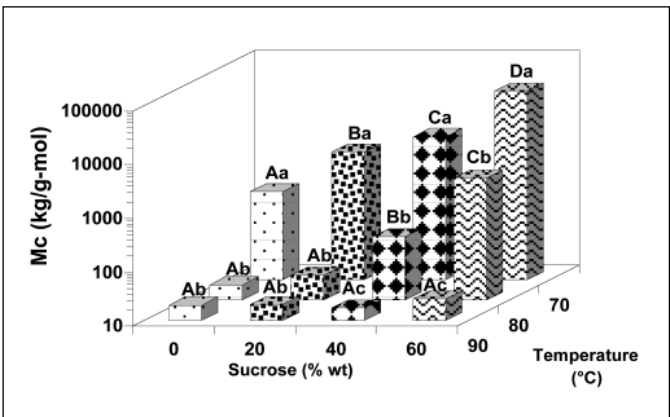 Mc (kg/g-mol)
100000
10000
1000
100
10
Da
Ba
Ca
Aa
Cb
Bb
Ab
Ab
Ab
Ab
Ac
Ac
0
20
40
60
90
80
70
Sucrose (% wt)
Temperature
(°C)